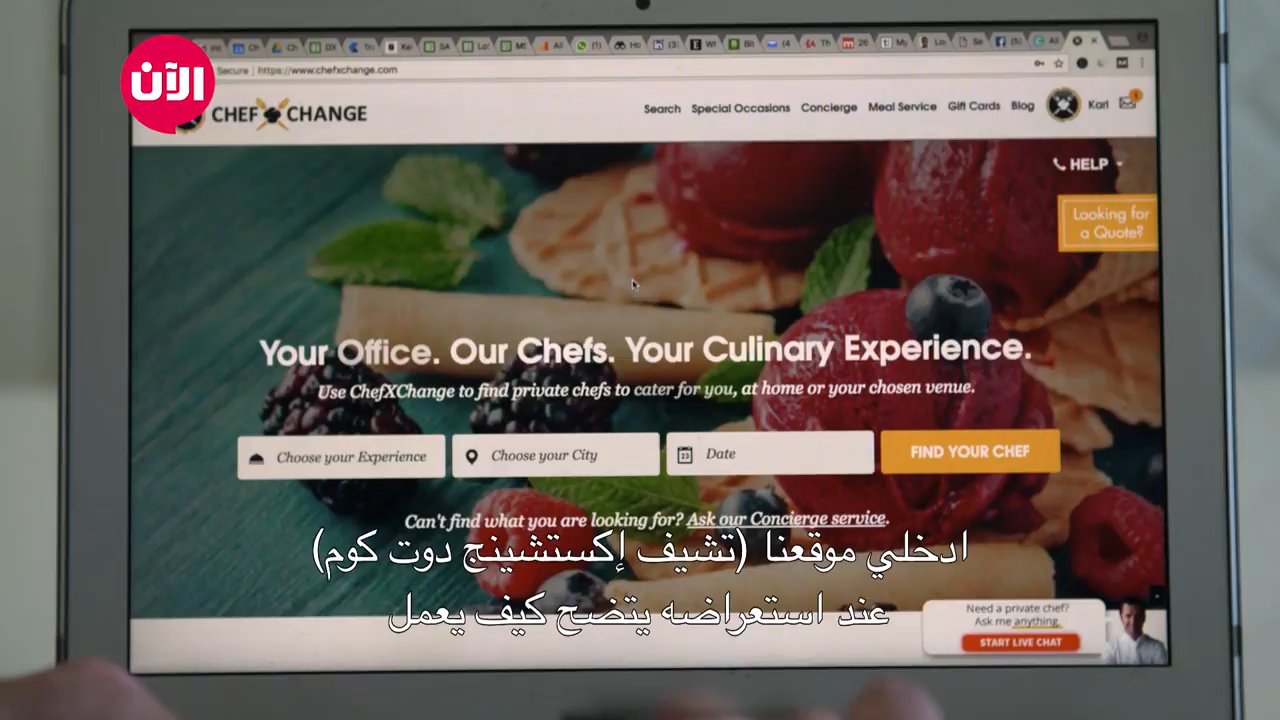 الآن
Secure | https://www.chefxchange.com
CHEF CHANGE
Search Special Occasions Concierge Meal Service Gift Cards Blog Karl
HELP
Looking for
a Quote?
Your Office. Our Chefs. Your Culinary Experience.
Use ChefXChange to find private chefs to cater for you, at home or your chosen venue.
Choose your Experience
Choose your City
23
Date
FIND YOUR CHEF
Can't find what you are looking for? Ask our Concierge service.
ادخلي موقعنا (تشيف إكستشينج دوت كوم)
عند استعراضه يتضح كيف يعمل
Need a private chef?
Ask me anything.
START LIVE CHAT